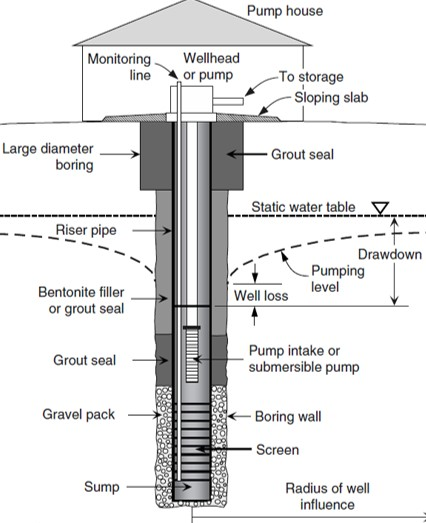 Pump house
Monitoring
line
Wellhead
or pump
To storage
Sloping slab
Large diameter
boring
Grout seal
Static water table
Riser pipe
Drawdown
Pumping
level
Bentonite filler
or grout seal
Well loss
Grout seal
Pump intake or
submersible pump
Gravel pack
Boring wall
Screen
Sump
Radius of well
influence